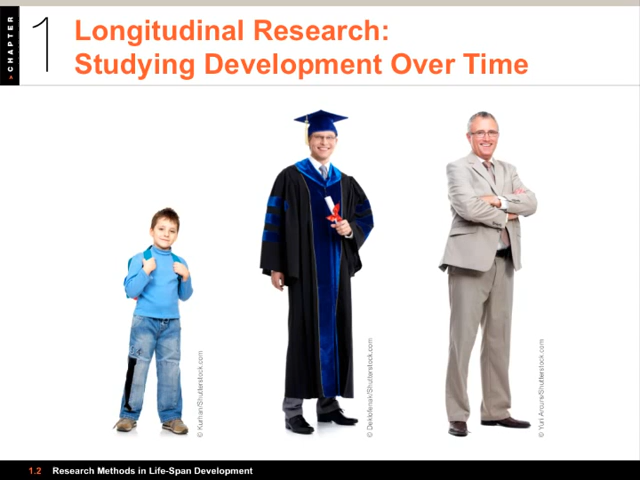 CHAPTER
1
Longitudinal Research:
Studying Development Over Time
© Kurhan/Shutterstock.com
© Deklofenak/Shutterstock.com
© Yuri Arcurs/Shutterstock.com
1.2 Research Methods in Life-Span Development